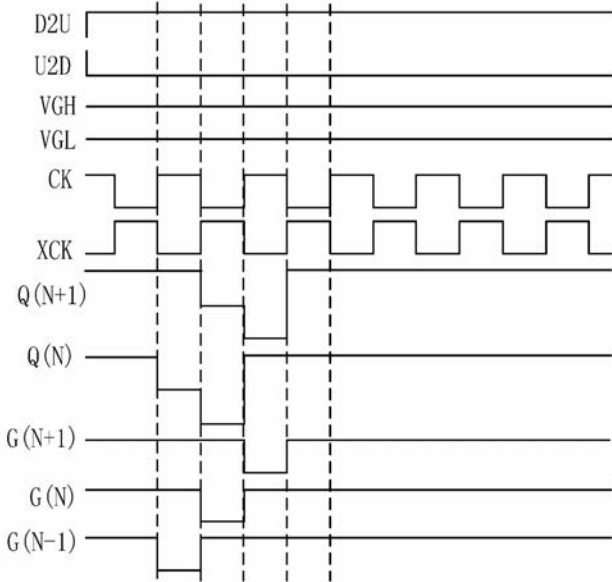 D2U
U2D
VGH
VGL
CK
XCK
Q(N+1)
Q(N)
G(N+1)
G(N)
G(N-1)